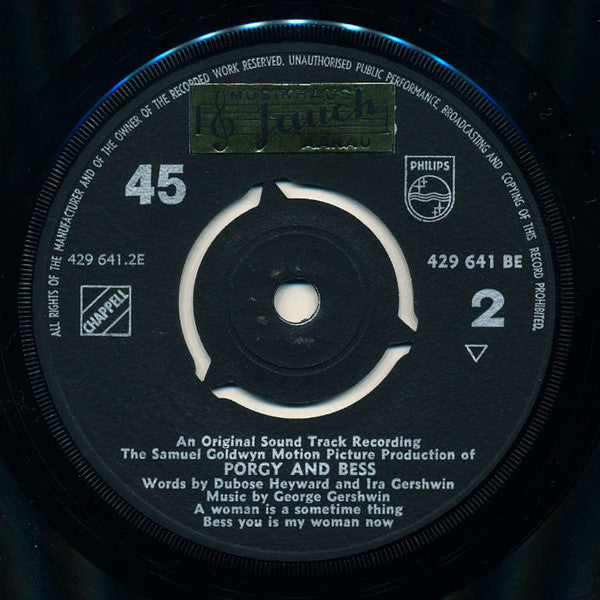 ALL RIGHTS OF THE MANUFACTURER AND OF THE OWNER OF THE RECORDED WORK RESERVED. UNAUTHORISED PUBLIC PERFORMANCE, BROADCASTING AND COPYING OF THIS RECORD PROHIBITED.
MUSIKHAUS
Jauch
AARAU
45
PHILIPS
429 641.2E
429 641 BE
CHAPPELL
2
An Original Sound Track Recording
The Samuel Goldwyn Motion Picture Production of
PORGY AND BESS
Words by Dubose Heyward and Ira Gershwin
Music by George Gershwin
A woman is a sometime thing
Bess you is my woman now